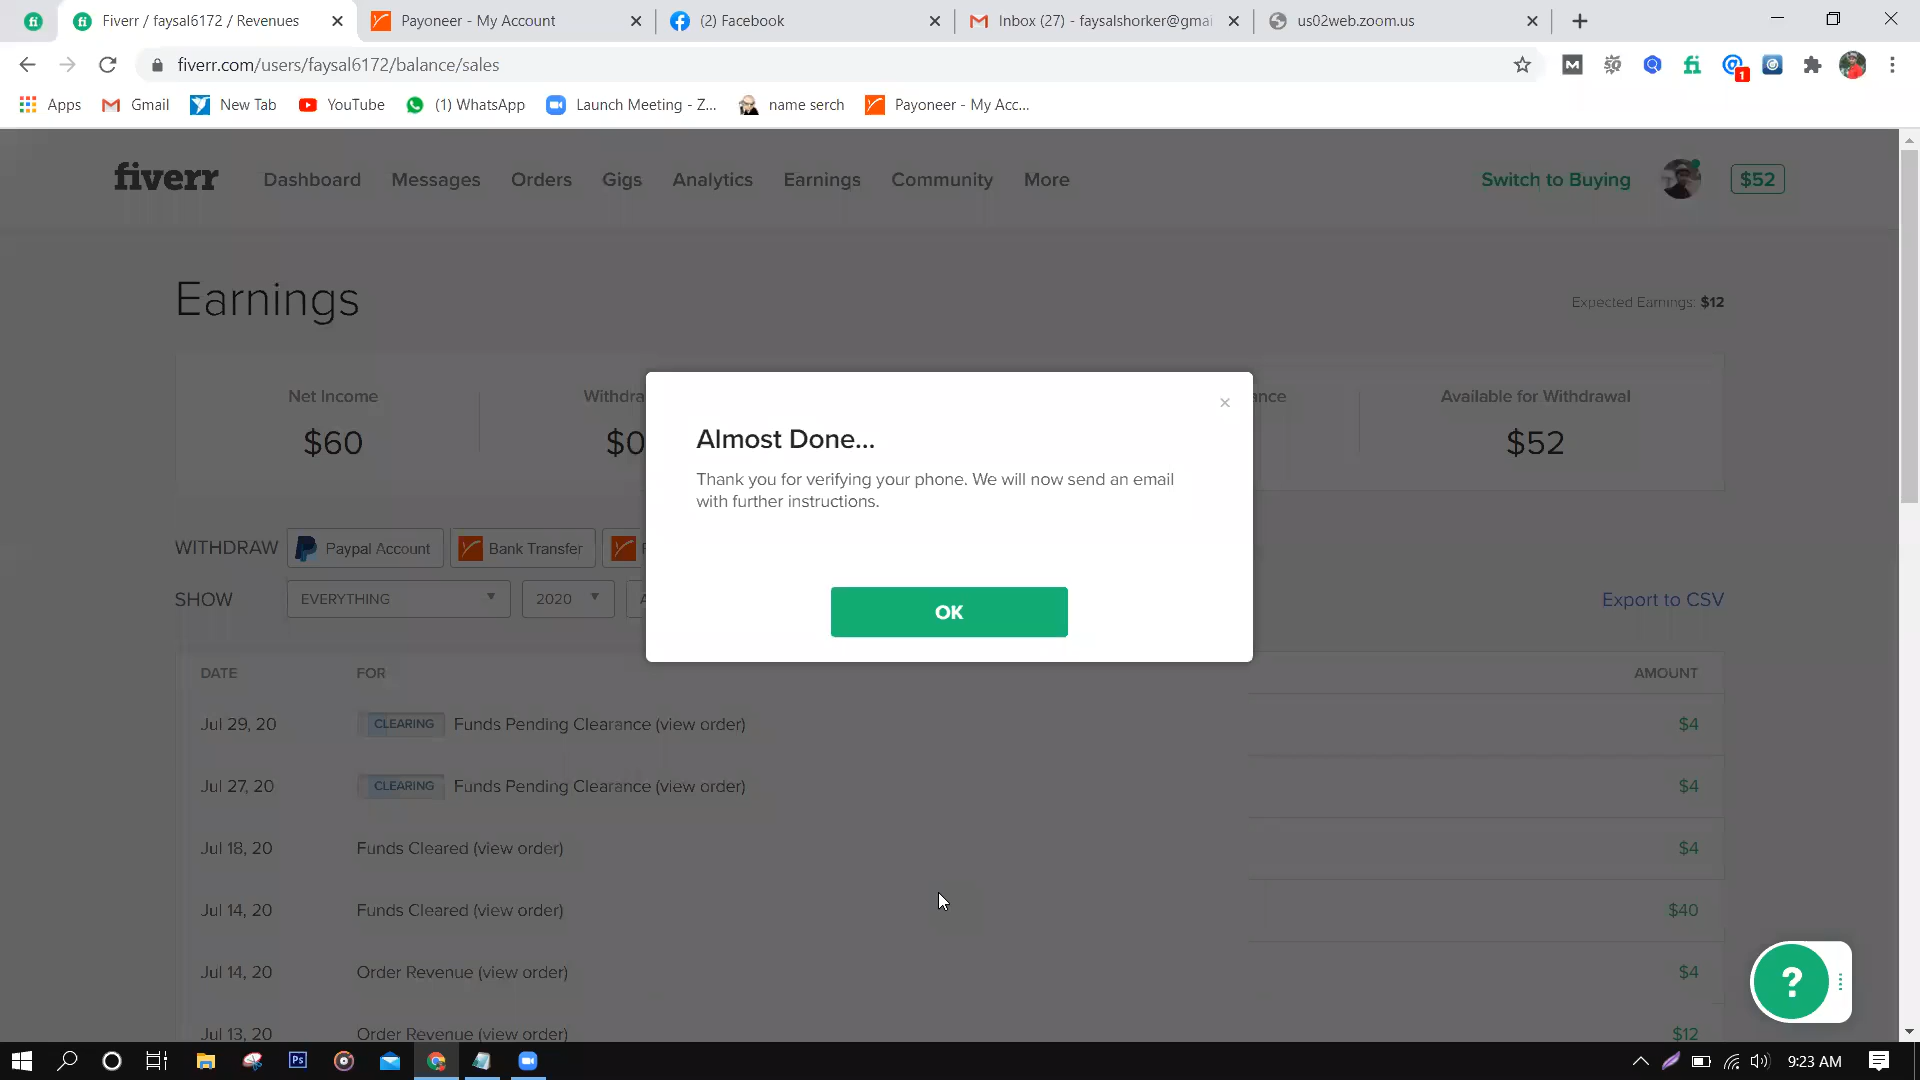 Fiverr / faysal6172 / Revenues
Payoneer - My Account
(2) Facebook
Inbox (27) - faysalshorker@gmai
us02web.zoom.us
fiverr.com/users/faysal6172/balance/sales
1
Apps
Gmail
New Tab
YouTube
(1) WhatsApp
Launch Meeting - Z...
name serch
Payoneer - My Acc...
fiverr
Dashboard
Messages
Orders
Gigs
Analytics
Earnings
Community
More
Switch to Buying
$52
Earnings
Expected Earnings: $12
Net Income
Withdra
ance
Available for Withdrawal
$60
$0
$52
Almost Done...
Thank you for verifying your phone. We will now send an email
with further instructions.
OK
WITHDRAW
Paypal Account
Bank Transfer
SHOW
EVERYTHING
2020
Export to CSV
DATE
FOR
AMOUNT
Jul 29, 20
CLEARING
Funds Pending Clearance (view order)
$4
Jul 27, 20
CLEARING
Funds Pending Clearance (view order)
$4
Jul 18, 20
Funds Cleared (view order)
$4
Jul 14, 20
Funds Cleared (view order)
$40
Jul 14, 20
Order Revenue (view order)
$4
Jul 13, 20
Order Revenue (view order)
$12
?
Ps
9:23 AM